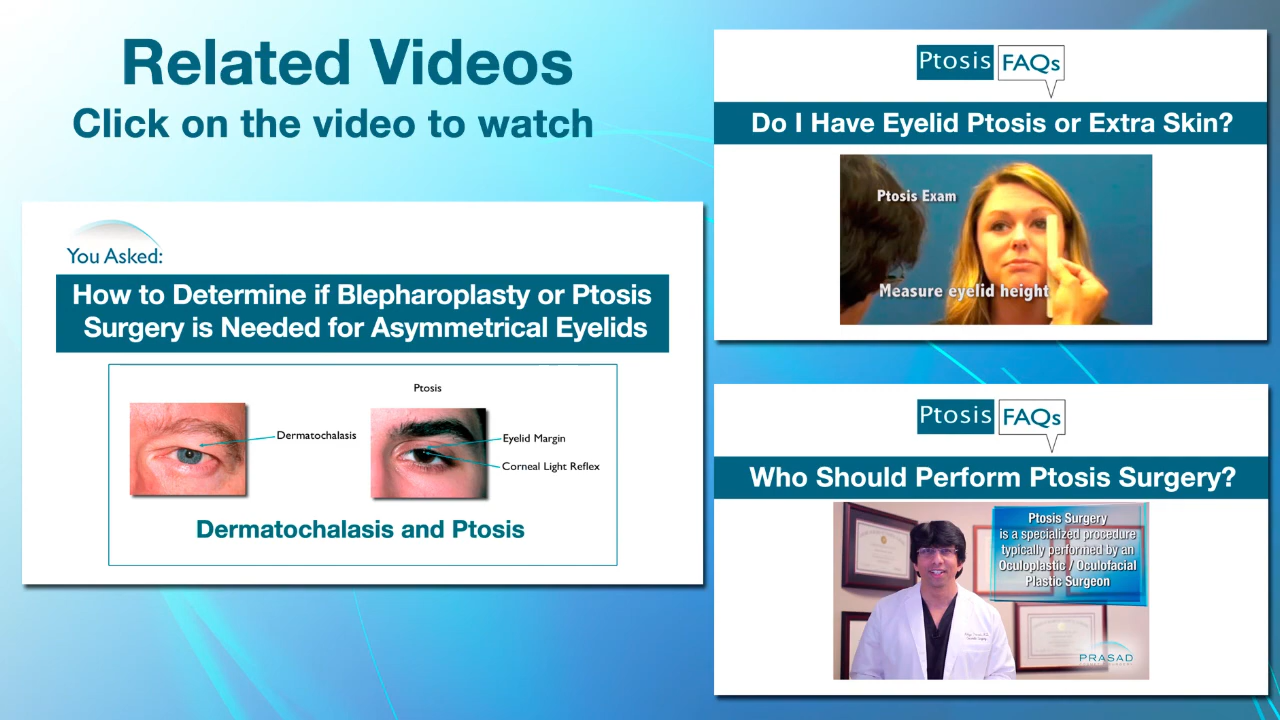 Related Videos
Click on the video to watch
You Asked:
How to Determine if Blepharoplasty or Ptosis
Surgery is Needed for Asymmetrical Eyelids
Ptosis
Dermatochalasis
Eyelid Margin
Corneal Light Reflex
Dermatochalasis and Ptosis
Ptosis FAQs
Do I Have Eyelid Ptosis or Extra Skin?
Ptosis Exam
Measure eyelid height
Ptosis FAQs
Who Should Perform Ptosis Surgery?
Ptosis Surgery
is a specialized procedure
typically performed by an
Oculoplastic / Oculofacial
Plastic Surgeon
PRASAD